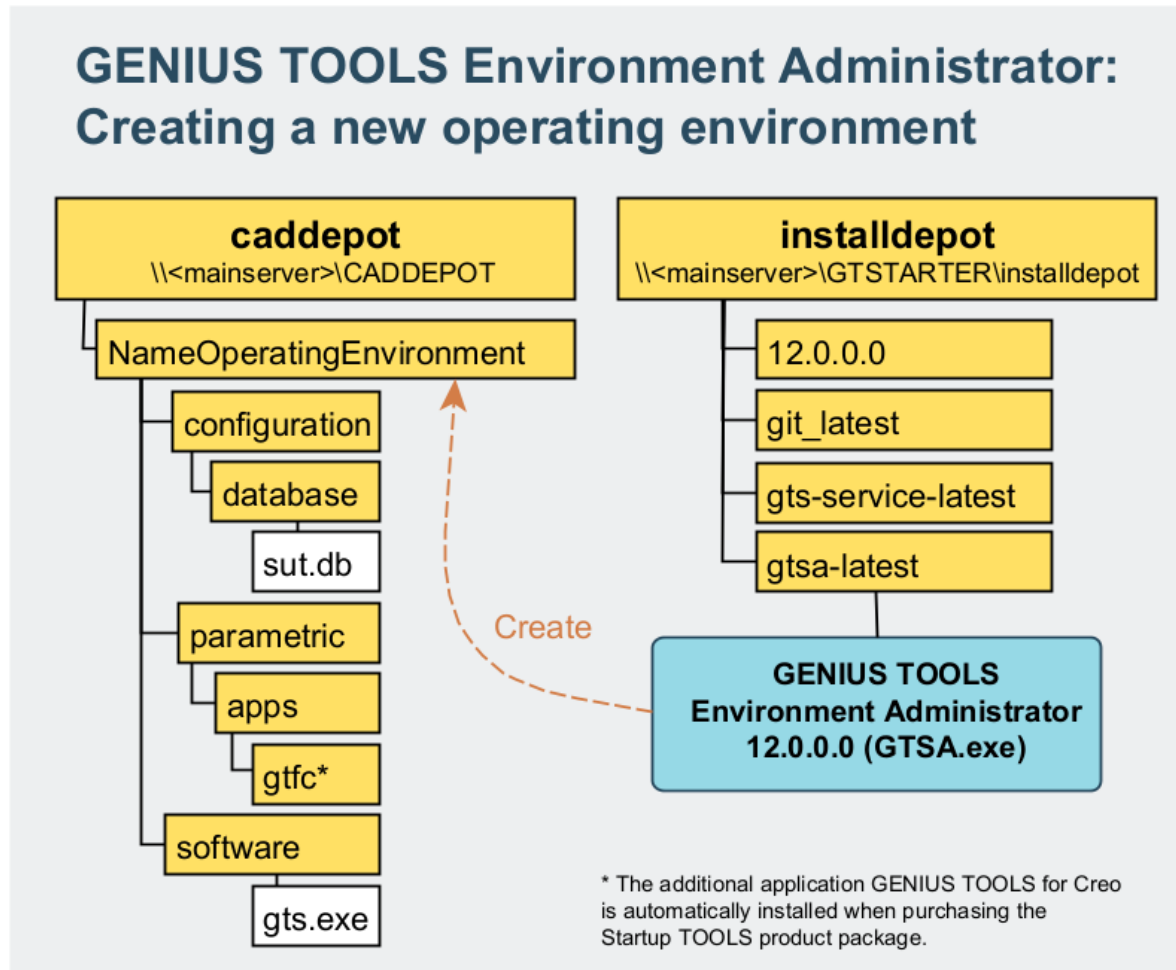 GENIUS TOOLS Environment Administrator:
Creating a new operating environment
caddepot
\\<mainserver>\CADDEPOT
NameOperatingEnvironment
configuration
database
sut.db
parametric
apps
gtfc*
software
gts.exe
installdepot
\\<mainserver>\GTSTARTER\installdepot
12.0.0.0
git_latest
gts-service-latest
gtsa-latest
Create
GENIUS TOOLS
Environment Administrator
12.0.0.0 (GTSA.exe)
* The additional application GENIUS TOOLS for Creo
is automatically installed when purchasing the
Startup TOOLS product package.